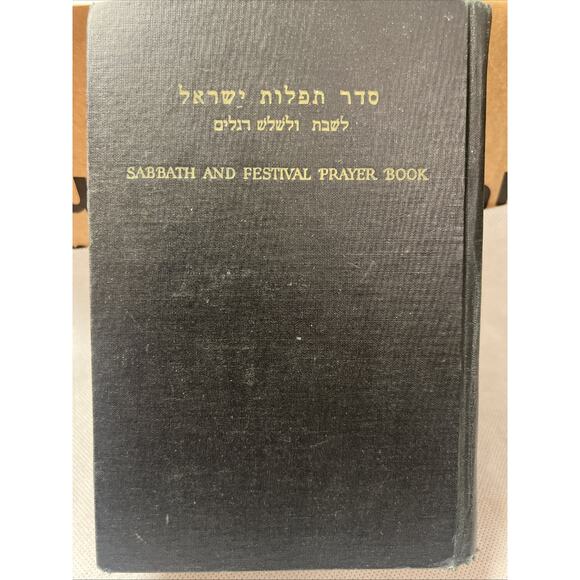 סדר תפלות ישראל
לשבת ולשלש רגלים
SABBATH AND FESTIVAL PRAYER BOOK